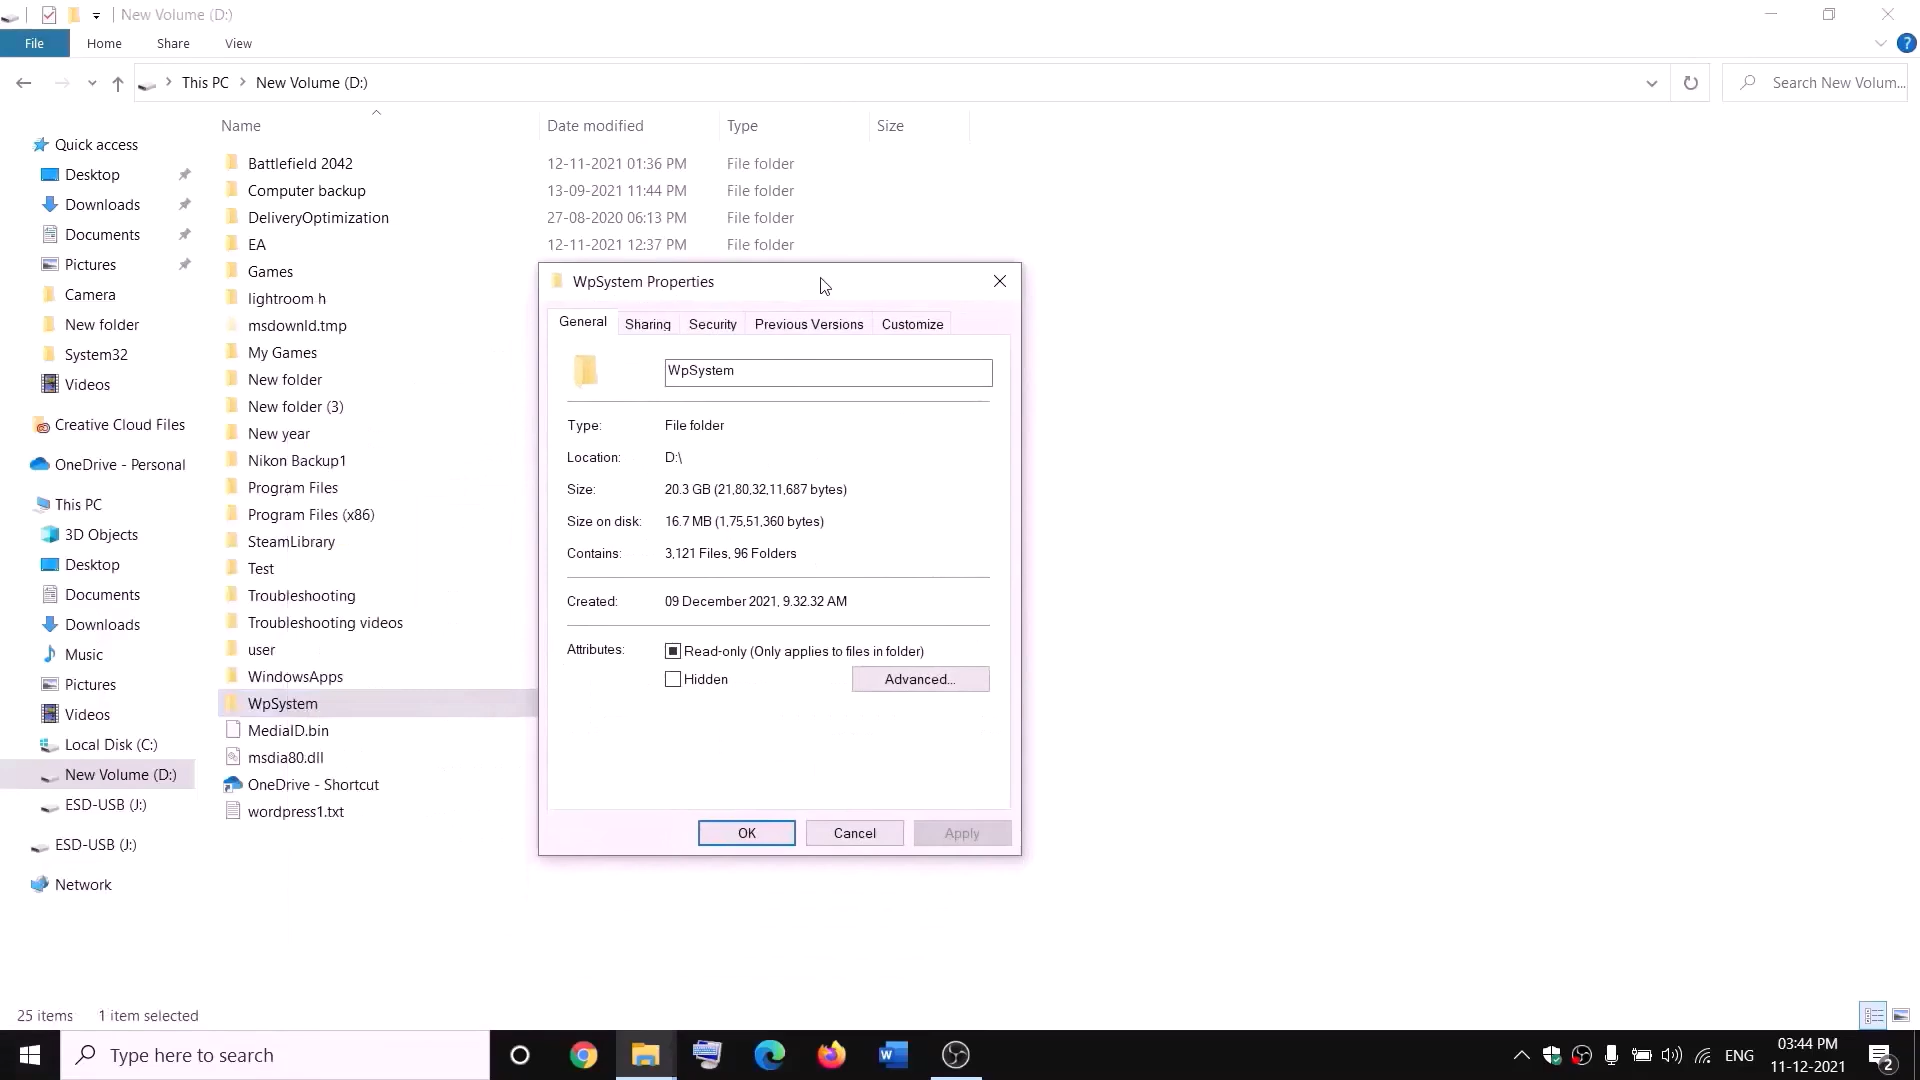 New Volume (D:)
File Home Share View
This PC New Volume (D:)
Search New Volum...
Name Date modified Type Size
Quick access
Desktop
Downloads
Documents
Pictures
Camera
New folder
System32
Videos
Creative Cloud Files
OneDrive - Personal
This PC
3D Objects
Desktop
Documents
Downloads
Music
Pictures
Videos
Local Disk (C:)
New Volume (D:)
ESD-USB (J:)
ESD-USB (J:)
Network
Battlefield 2042 12-11-2021 01:36 PM File folder
Computer backup 13-09-2021 11:44 PM File folder
DeliveryOptimization 27-08-2020 06:13 PM File folder
EA 12-11-2021 12:37 PM File folder
Games
lightroom h
msdownld.tmp
My Games
New folder
New folder (3)
New year
Nikon Backup1
Program Files
Program Files (x86)
SteamLibrary
Test
Troubleshooting
Troubleshooting videos
user
WindowsApps
WpSystem
MediaID.bin
msdia80.dll
OneDrive - Shortcut
wordpress1.txt
WpSystem Properties
General Sharing Security Previous Versions Customize
WpSystem
Type: File folder
Location: D:\
Size: 20.3 GB (21,80,32,11,687 bytes)
Size on disk: 16.7 MB (1,75,51,360 bytes)
Contains: 3,121 Files, 96 Folders
Created: 09 December 2021, 9.32.32 AM
Attributes: Read-only (Only applies to files in folder)
Hidden Advanced...
OK Cancel Apply
25 items 1 item selected
Type here to search
ENG
03:44 PM
11-12-2021
2